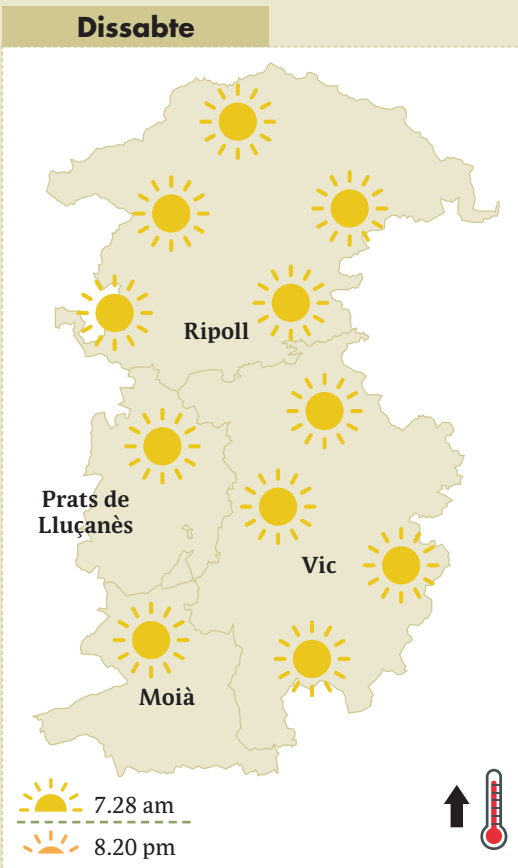 Dissabte
Ripoll
Prats de
Lluçanès
Vic
Moià
7.28 am
8.20 pm